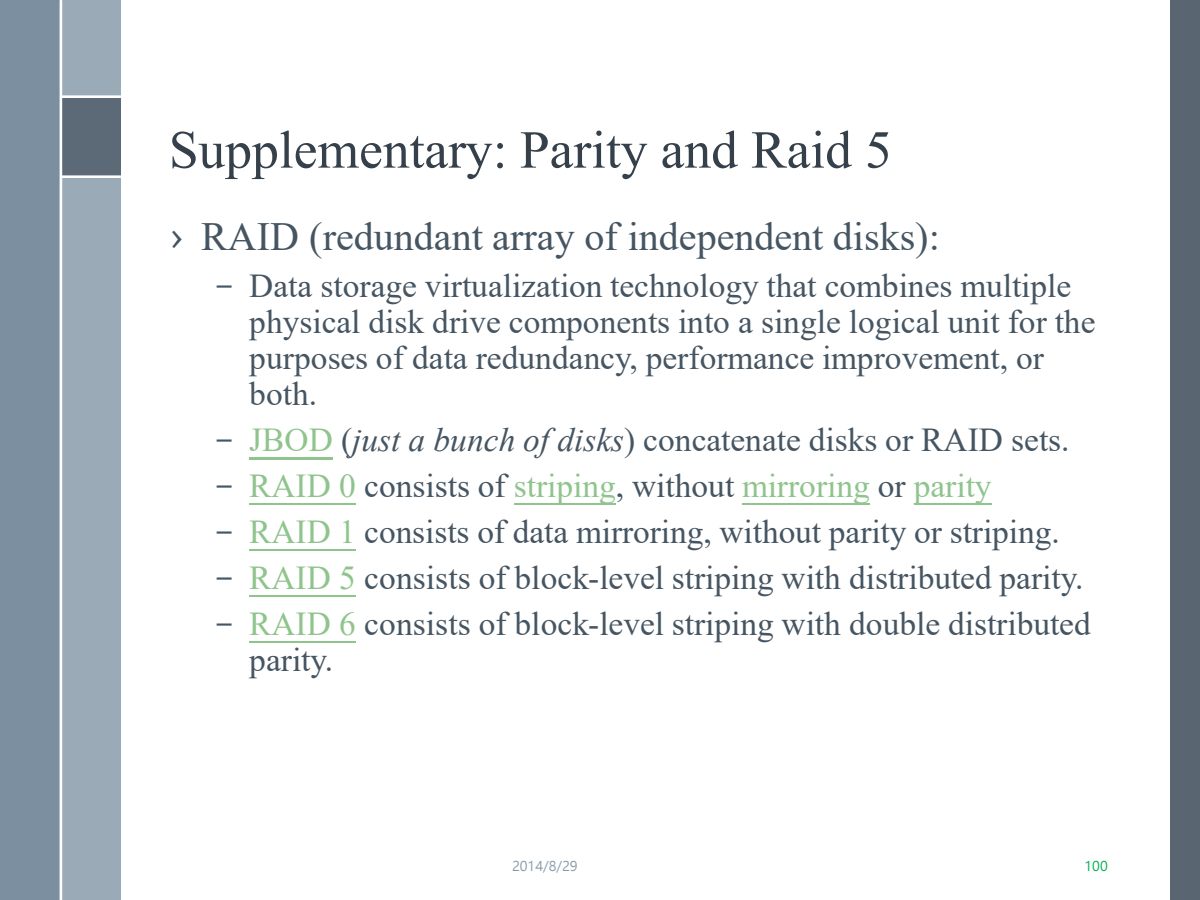 Supplementary: Parity and Raid 5
› RAID (redundant array of independent disks):
– Data storage virtualization technology that combines multiple
physical disk drive components into a single logical unit for the
purposes of data redundancy, performance improvement, or
both.
– JBOD (just a bunch of disks) concatenate disks or RAID sets.
– RAID 0 consists of striping, without mirroring or parity
– RAID 1 consists of data mirroring, without parity or striping.
– RAID 5 consists of block-level striping with distributed parity.
– RAID 6 consists of block-level striping with double distributed
parity.
2014/8/29
100